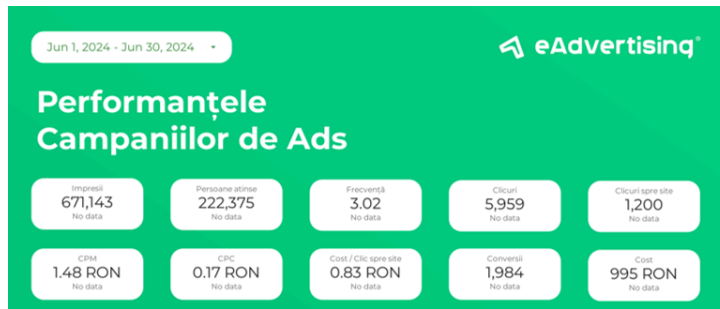 Jun 1, 2024 - Jun 30, 2024
eAdvertising®
Performanțele
Campaniilor de Ads
Impresii
671,143
No data
Persoane atinse
222,375
No data
Frecvență
3.02
No data
Clicuri
5,959
No data
Clicuri spre site
1,200
No data
CPM
1.48 RON
No data
CPC
0.17 RON
No data
Cost / Clic spre site
0.83 RON
No data
Conversii
1,984
No data
Cost
995 RON
No data